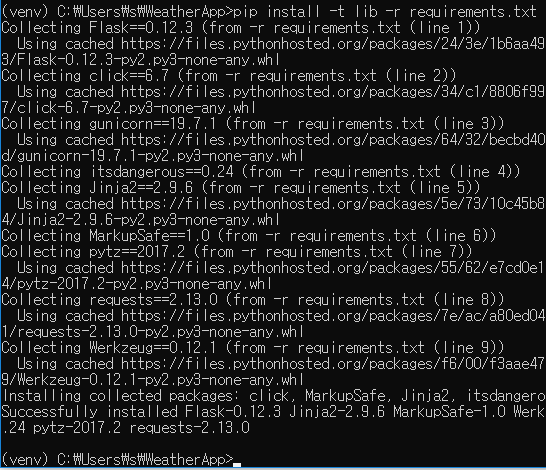 (venv) C:₩Users₩s₩WeatherApp>pip install -t lib -r requirements.txt
Collecting Flask==0.12.3 (from -r requirements.txt (line 1))
  Using cached https://files.pythonhosted.org/packages/24/3e/1b6aa49
3/Flask-0.12.3-py2.py3-none-any.whl
Collecting click==6.7 (from -r requirements.txt (line 2))
  Using cached https://files.pythonhosted.org/packages/34/c1/8806f99
7/click-6.7-py2.py3-none-any.whl
Collecting gunicorn==19.7.1 (from -r requirements.txt (line 3))
  Using cached https://files.pythonhosted.org/packages/64/32/becbd40
d/gunicorn-19.7.1-py2.py3-none-any.whl
Collecting itsdangerous==0.24 (from -r requirements.txt (line 4))
Collecting Jinja2==2.9.6 (from -r requirements.txt (line 5))
  Using cached https://files.pythonhosted.org/packages/5e/73/10c45b8
4/Jinja2-2.9.6-py2.py3-none-any.whl
Collecting MarkupSafe==1.0 (from -r requirements.txt (line 6))
Collecting pytz==2017.2 (from -r requirements.txt (line 7))
  Using cached https://files.pythonhosted.org/packages/55/62/e7cd0e1
4/pytz-2017.2-py2.py3-none-any.whl
Collecting requests==2.13.0 (from -r requirements.txt (line 8))
  Using cached https://files.pythonhosted.org/packages/7e/ac/a80ed04
1/requests-2.13.0-py2.py3-none-any.whl
Collecting Werkzeug==0.12.1 (from -r requirements.txt (line 9))
  Using cached https://files.pythonhosted.org/packages/f6/00/f3aae47
9/Werkzeug-0.12.1-py2.py3-none-any.whl
Installing collected packages: click, MarkupSafe, Jinja2, itsdangero
Successfully installed Flask-0.12.3 Jinja2-2.9.6 MarkupSafe-1.0 Werk
.24 pytz-2017.2 requests-2.13.0
(venv) C:₩Users₩s₩WeatherApp>